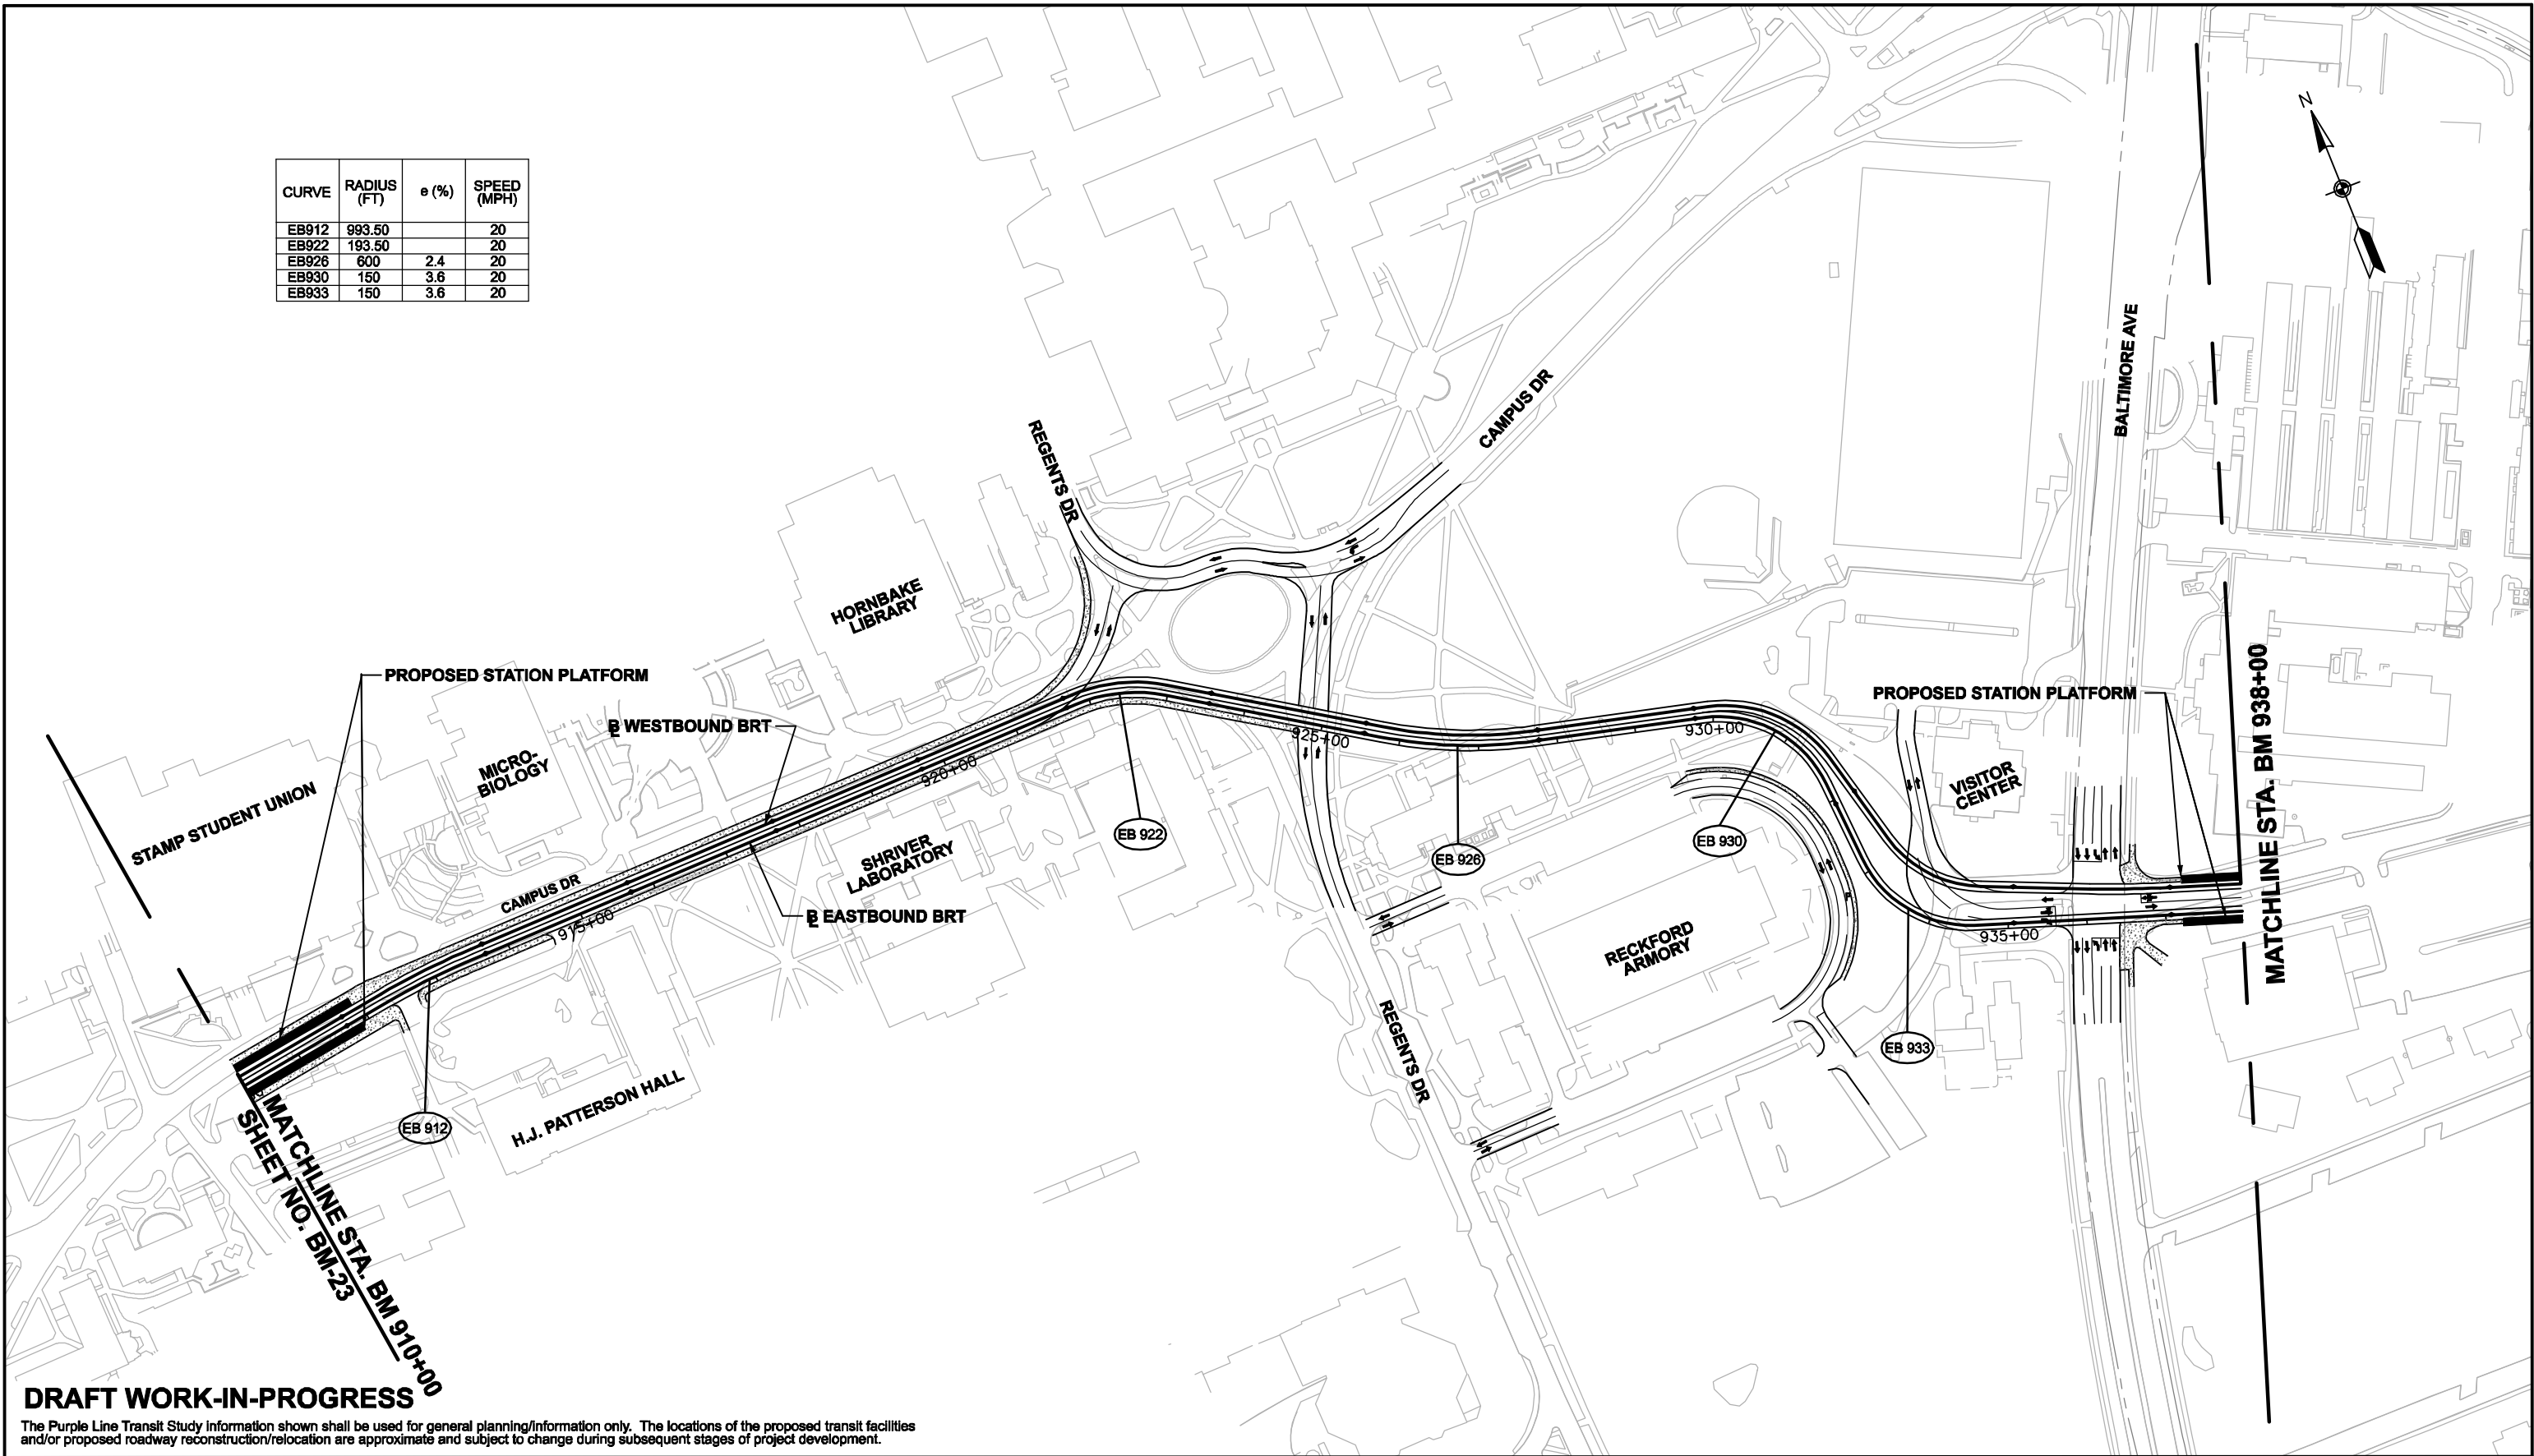 CURVE RADIUS (FT) e (%) SPEED (MPH)
EB912 993.50 20
EB922 193.50 20
EB926 600 2.4 20
EB930 150 3.6 20
EB933 150 3.6 20
N
BALTIMORE AVE
CAMPUS DR
REGENTS DR
HORNBAKE
LIBRARY
PROPOSED STATION PLATFORM
PROPOSED STATION PLATFORM
WESTBOUND BRT
MICRO-
BIOLOGY
STAMP STUDENT UNION
920+00
925+00
930+00
VISITOR
CENTER
MATCHLINE STA. BM 938+00
EB 922
EB 926
EB 930
SHRIVER
LABORATORY
CAMPUS DR
915+00
EASTBOUND BRT
RECKFORD
ARMORY
935+00
EB 933
REGENTS DR
EB 912
H.J. PATTERSON HALL
MATCHLINE STA. BM 910+00
SHEET NO. BM-23
DRAFT WORK-IN-PROGRESS
The Purple Line Transit Study information shown shall be used for general planning/information only. The locations of the proposed transit facilities
and/or proposed roadway reconstruction/relocation are approximate and subject to change during subsequent stages of project development.